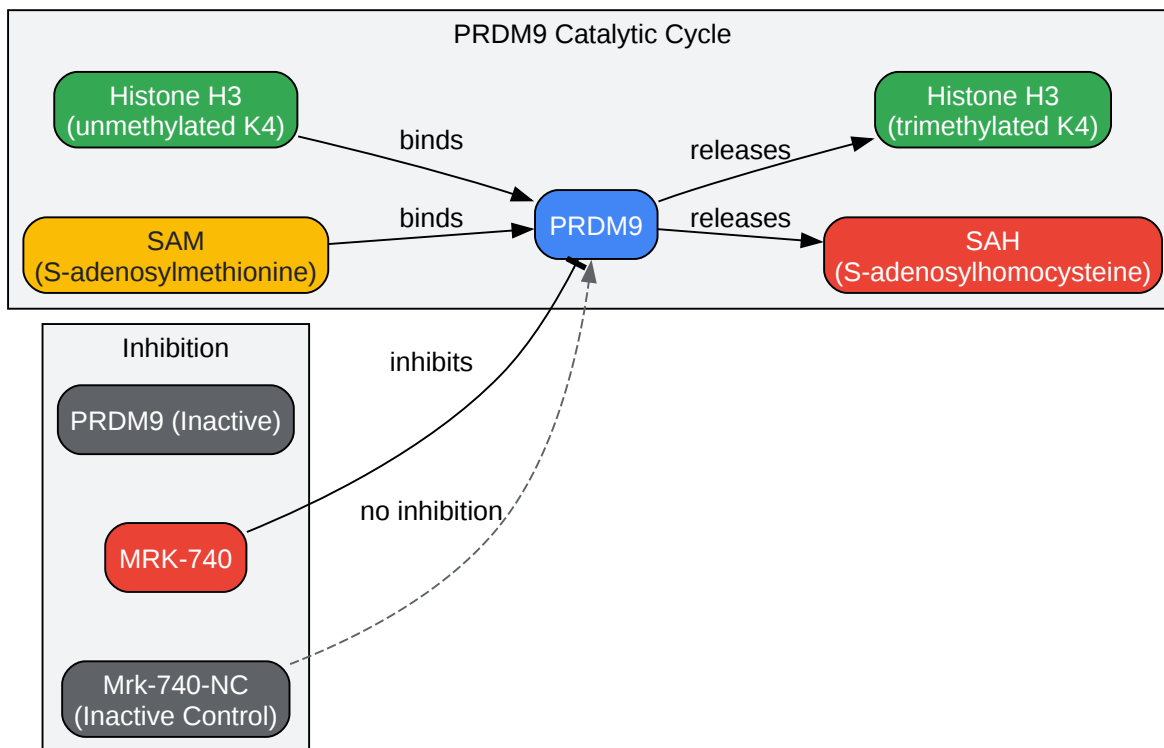 PRDM9 Catalytic Cycle
Histone H3
(unmethylated K4)
binds
releases
Histone H3
(trimethylated K4)
SAM
(S-adenosylmethionine)
binds
PRDM9
releases
SAH
(S-adenosylhomocysteine)
Inhibition
inhibits
PRDM9 (Inactive)
no inhibition
MRK-740
Mrk-740-NC
(Inactive Control)